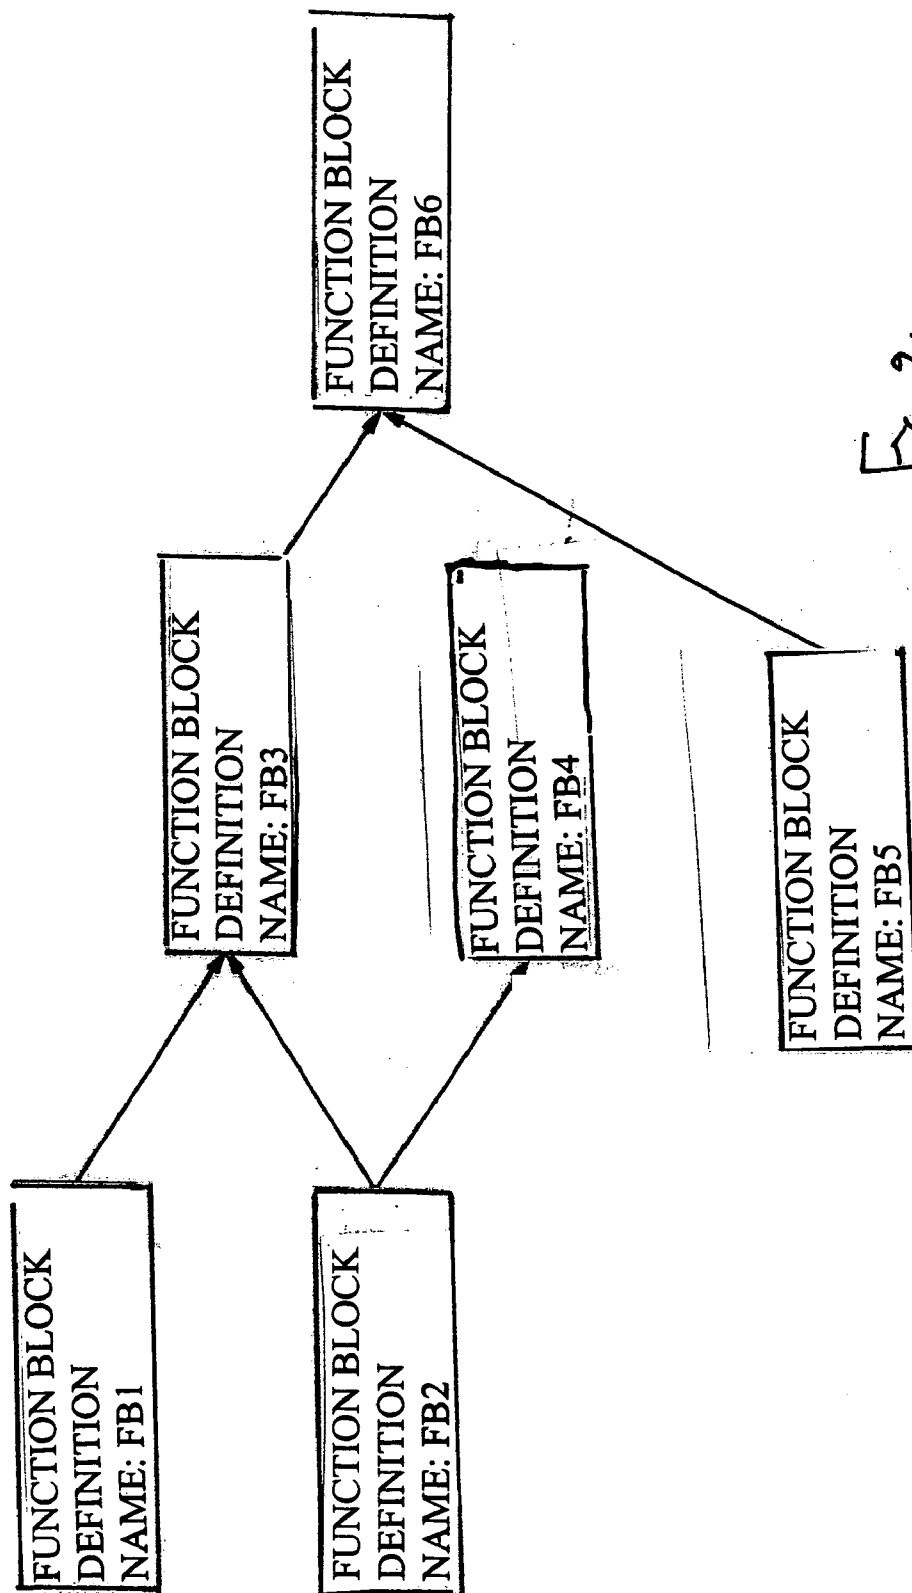 FUNCTION BLOCK
DEFINITION
NAME: FB1
FUNCTION BLOCK
DEFINITION
NAME: FB2
FUNCTION BLOCK
DEFINITION
NAME: FB3
FUNCTION BLOCK
DEFINITION
NAME: FB4
FUNCTION BLOCK
DEFINITION
NAME: FB5
FUNCTION BLOCK
DEFINITION
NAME: FB6